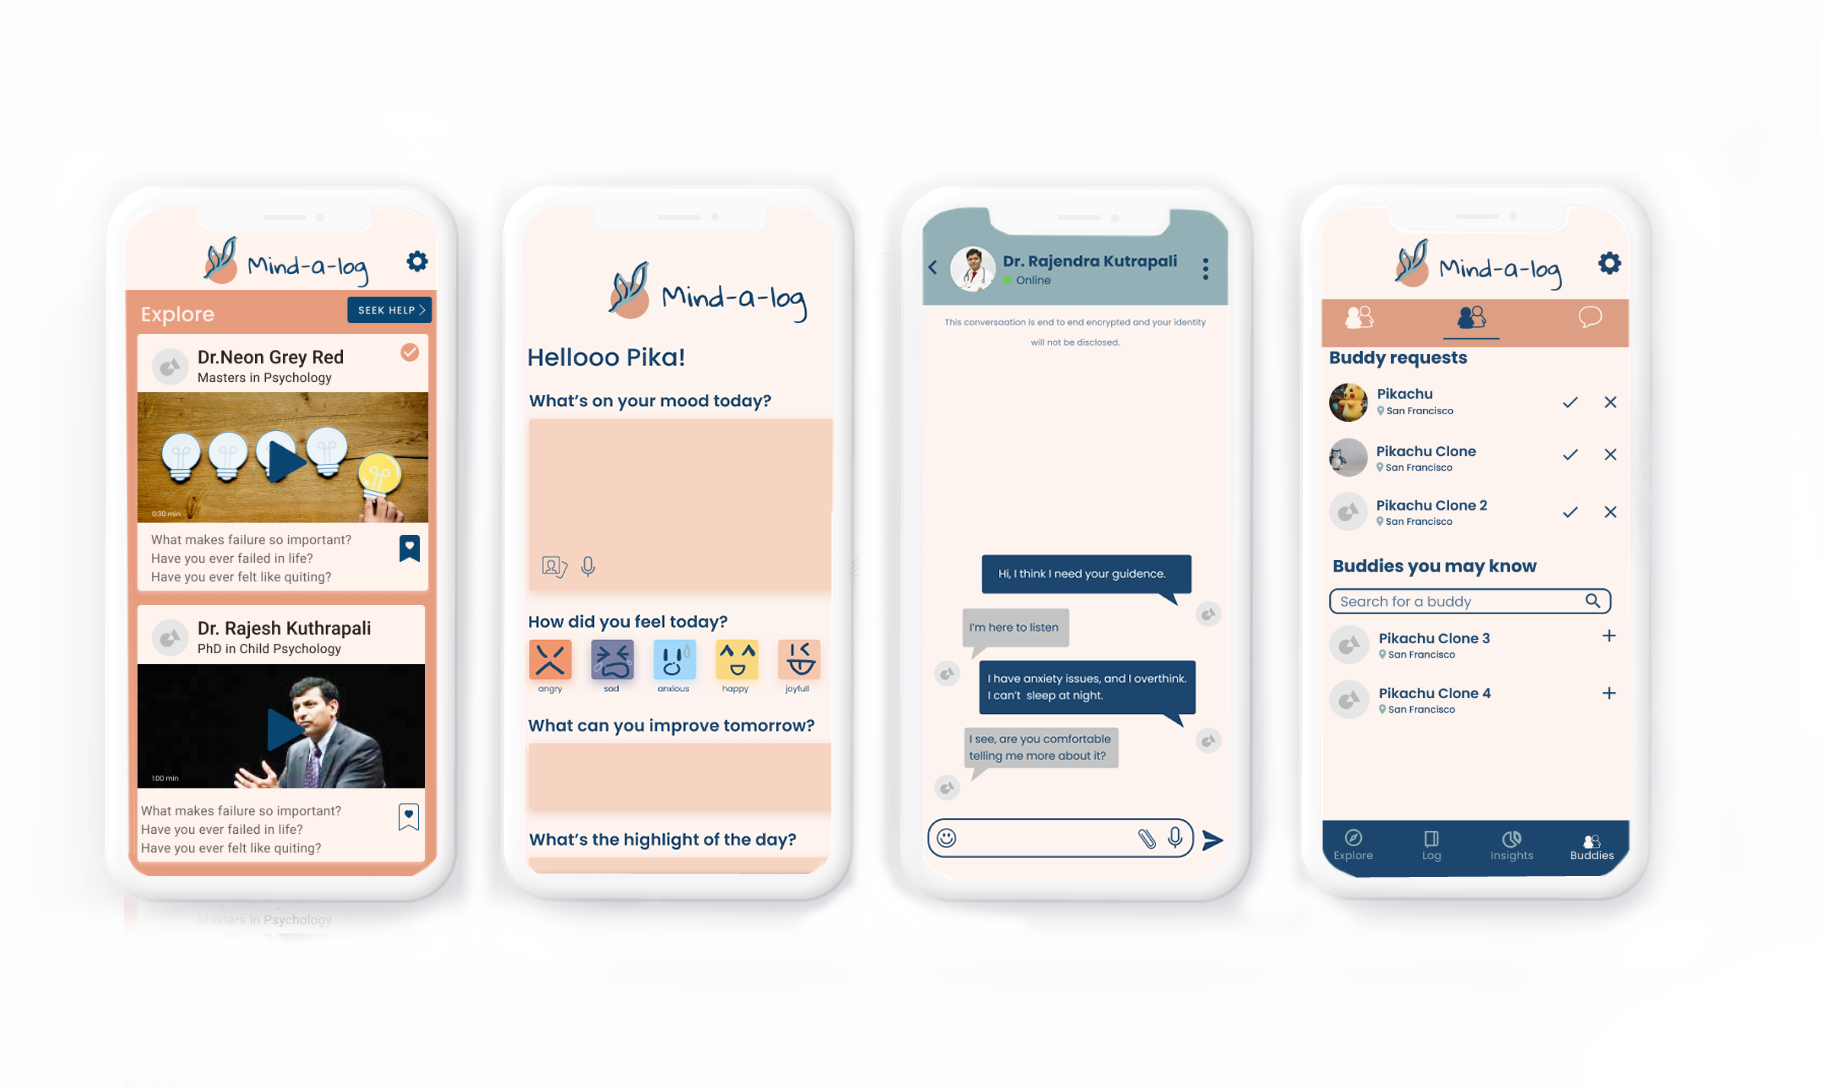 Mind-a-log
Explore
SEEK HELP
Dr.Neon Grey Red
Masters in Psychology
0:30 min
What makes failure so important?
Have you ever failed in life?
Have you ever felt like quiting?
Dr. Rajesh Kuthrapali
PhD in Child Psychology
1:00 min
What makes failure so important?
Have you ever failed in life?
Have you ever felt like quiting?
Masters in Psychology
Mind-a-log
Hellooo Pika!
What's on your mood today?
How did you feel today?
angry
sad
anxious
happy
joyfull
What can you improve tomorrow?
What's the highlight of the day?
Dr. Rajendra Kutrapali
Online
This conversaation is end to end encrypted and your identity
will not be disclosed.
Hi, I think I need your guidence.
I'm here to listen
I have anxiety issues, and I overthink.
I can't sleep at night.
I see, are you comfortable
telling me more about it?
Mind-a-log
Buddy requests
Pikachu
San Francisco
Pikachu Clone
San Francisco
Pikachu Clone 2
San Francisco
Buddies you may know
Search for a buddy
Pikachu Clone 3
San Francisco
Pikachu Clone 4
San Francisco
Explore
Log
Insights
Buddies